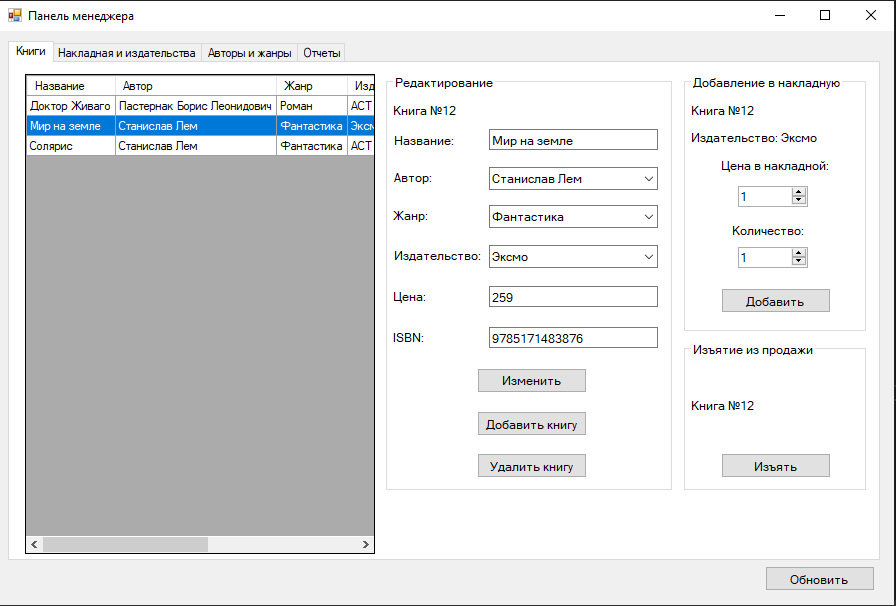 Панель менеджера
Книги Накладная и издательства Авторы и жанры Отчеты
Название Автор Жанр Изд
Доктор Живаго Пастернак Борис Леонидович Роман АСТ
Мир на земле Станислав Лем Фантастика Эксм
Солярис Станислав Лем Фантастика АСТ
Редактирование
Книга №12
Название: Мир на земле
Автор: Станислав Лем
Жанр: Фантастика
Издательство: Эксмо
Цена: 259
ISBN: 9785171483876
Изменить
Добавить книгу
Удалить книгу
Добавление в накладную
Книга №12
Издательство: Эксмо
Цена в накладной:
1
Количество:
1
Добавить
Изъятие из продажи
Книга №12
Изъять
Обновить